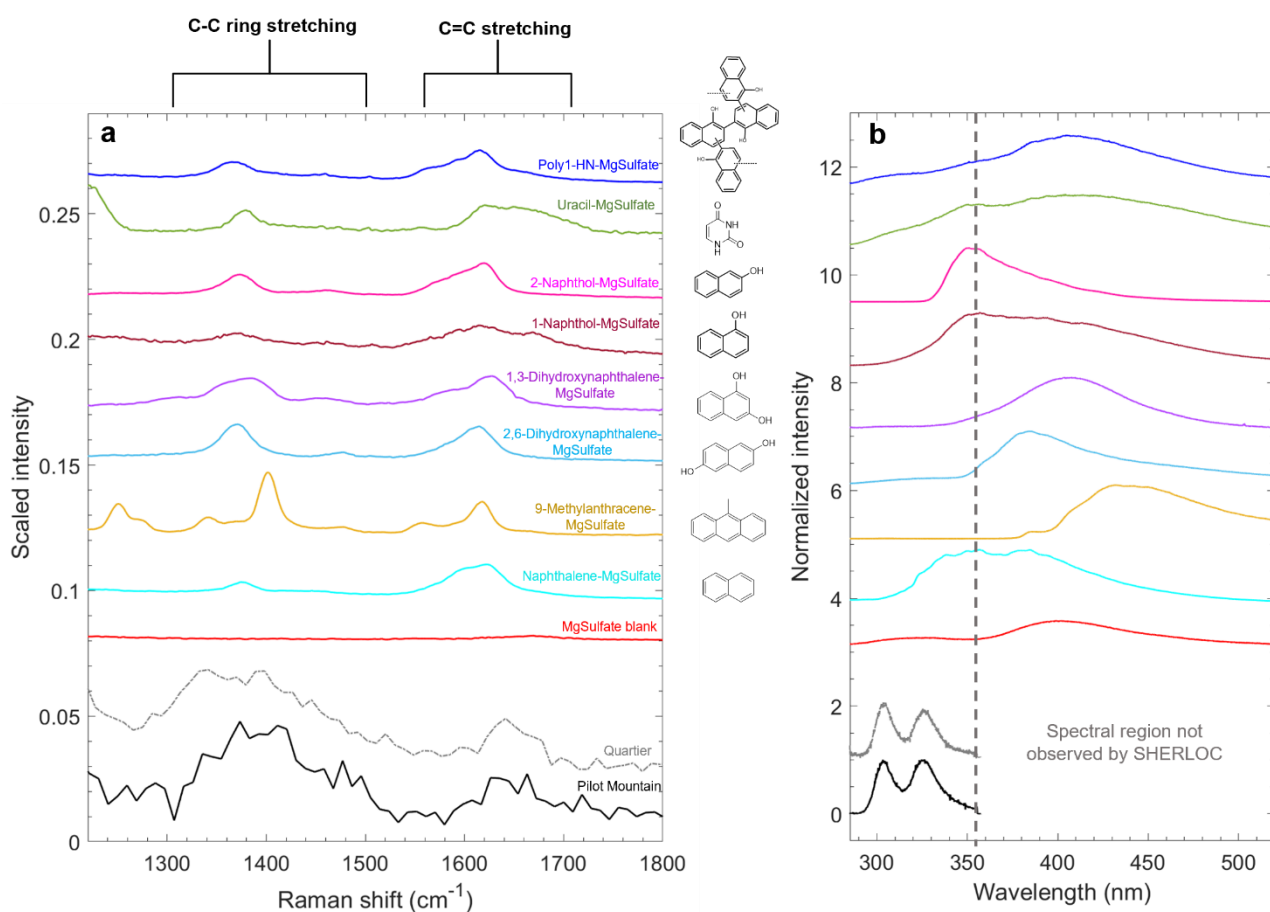 C-C ring stretching
C=C stretching
a
Poly1-HN-MgSulfate
Uracil-MgSulfate
2-Naphthol-MgSulfate
1-Naphthol-MgSulfate
1,3-Dihydroxynaphthalene-
MgSulfate
2,6-Dihydroxynaphthalene-
MgSulfate
9-Methylanthracene-
MgSulfate
Naphthalene-MgSulfate
MgSulfate blank
Quartier
Pilot Mountain
Scaled intensity
0.25
0.2
0.15
0.1
0.05
0
1300
1400
1500
1600
1700
1800
Raman shift (cm⁻¹)
OH
OH
OH
HO
O
NH
N
H
O
OH
OH
OH
OH
OH
HO
b
Normalized intensity
12
10
8
6
4
2
0
Spectral region not
observed by SHERLOC
300
350
400
450
500
Wavelength (nm)